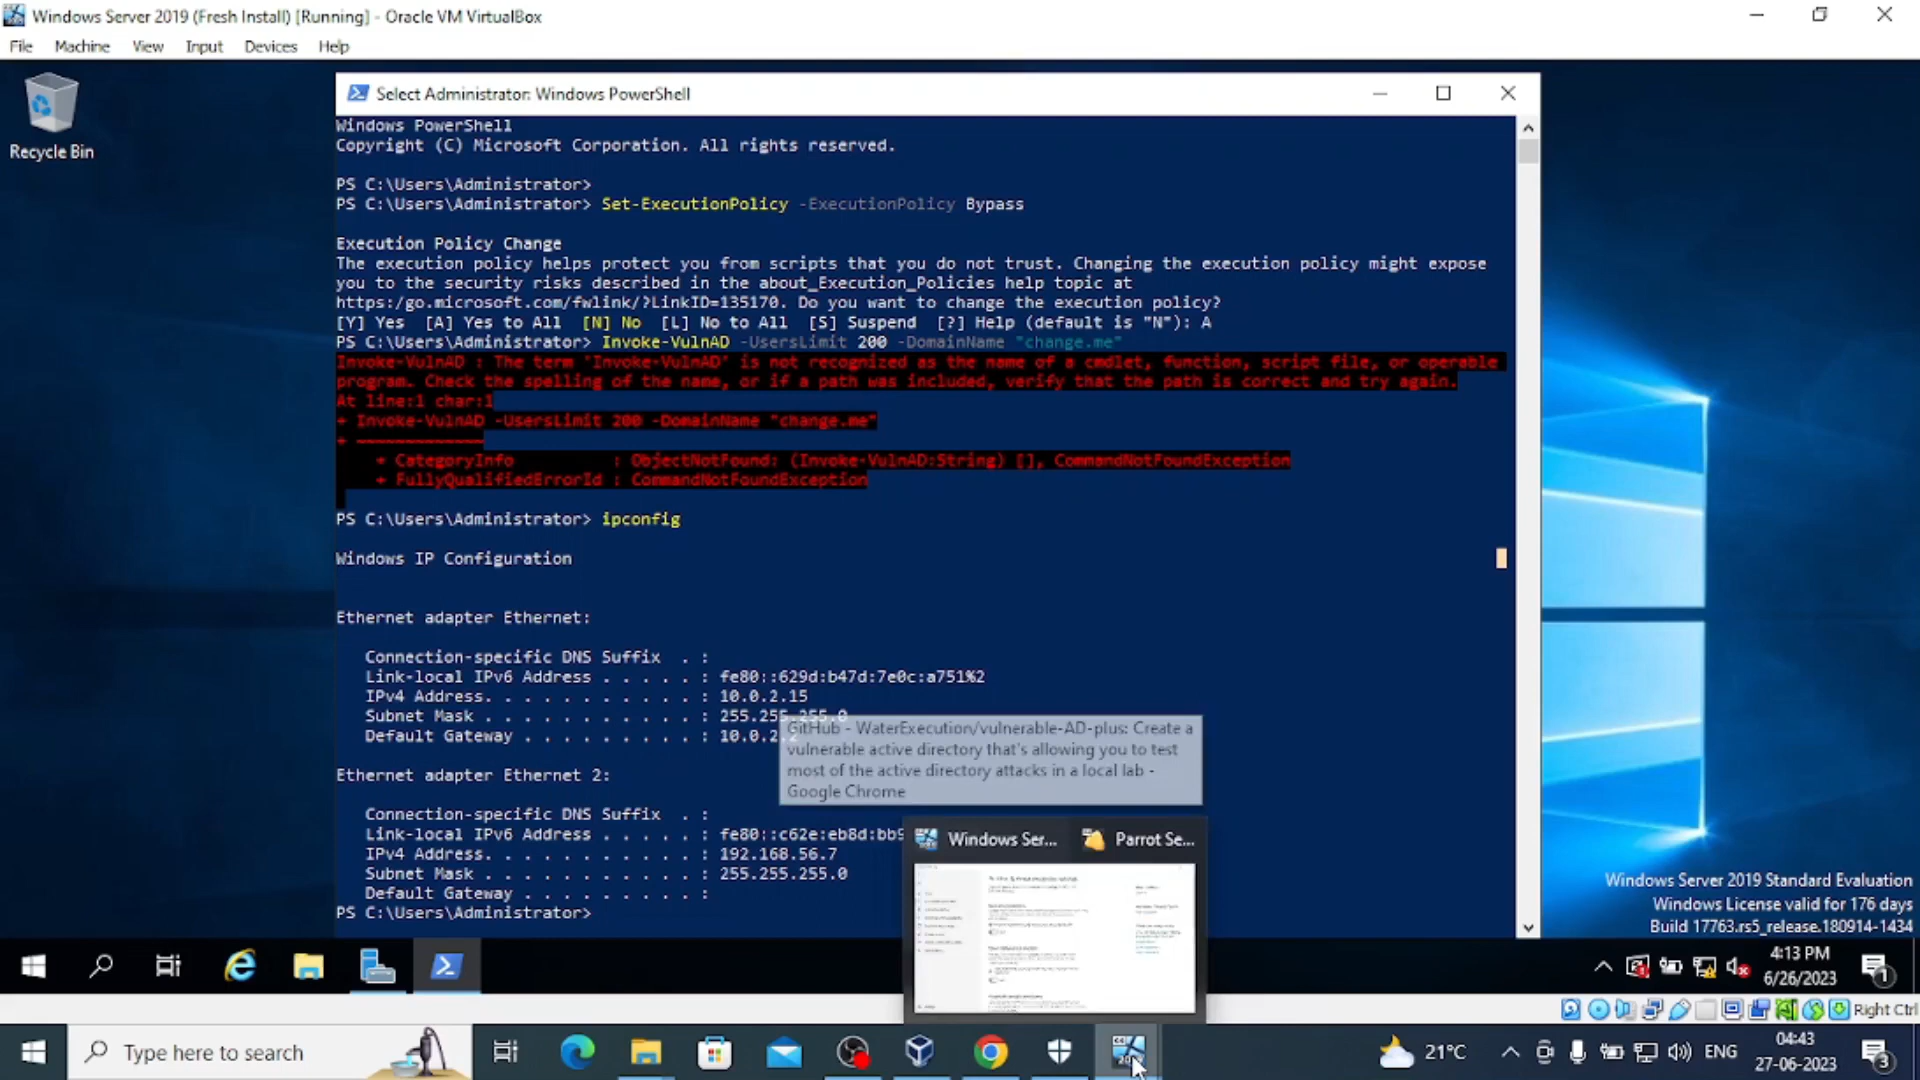 Windows Server 2019 (Fresh Install) [Running] - Oracle VM VirtualBox
File Machine View Input Devices Help
Recycle Bin
Select Administrator: Windows PowerShell
Windows PowerShell
Copyright (C) Microsoft Corporation. All rights reserved.
PS C:\Users\Administrator>
PS C:\Users\Administrator> Set-ExecutionPolicy -ExecutionPolicy Bypass
Execution Policy Change
The execution policy helps protect you from scripts that you do not trust. Changing the execution policy might expose
you to the security risks described in the about_Execution_Policies help topic at
https:/go.microsoft.com/fwlink/?LinkID=135170. Do you want to change the execution policy?
[Y] Yes [A] Yes to All [N] No [L] No to All [S] Suspend [?] Help (default is "N"): A
PS C:\Users\Administrator> Invoke-VulnAD -UsersLimit 200 -DomainName "change.me"
Invoke-VulnAD : The term 'Invoke-VulnAD' is not recognized as the name of a cmdlet, function, script file, or operable
program. Check the spelling of the name, or if a path was included, verify that the path is correct and try again.
At line:1 char:1
+ Invoke-VulnAD -UsersLimit 200 -DomainName "change.me"
+ ~~~~~~~~~~~~~
+ CategoryInfo : ObjectNotFound: (Invoke-VulnAD:String) [], CommandNotFoundException
+ FullyQualifiedErrorId : CommandNotFoundException
PS C:\Users\Administrator> ipconfig
Windows IP Configuration
Ethernet adapter Ethernet:
Connection-specific DNS Suffix . :
Link-local IPv6 Address . . . . . : fe80::629d:b47d:7e0c:a751%2
IPv4 Address. . . . . . . . . . . : 10.0.2.15
Subnet Mask . . . . . . . . . . . : 255.255.255.0
Default Gateway . . . . . . . . . : 10.0.2.2
GitHub - WaterExecution/vulnerable-AD-plus: Create a
vulnerable active directory that's allowing you to test
most of the active directory attacks in a local lab -
Google Chrome
Ethernet adapter Ethernet 2:
Connection-specific DNS Suffix . :
Link-local IPv6 Address . . . . . : fe80::c62e:eb8d:bb9
IPv4 Address. . . . . . . . . . . : 192.168.56.7
Subnet Mask . . . . . . . . . . . : 255.255.255.0
Default Gateway . . . . . . . . . :
PS C:\Users\Administrator>
Windows Ser... Parrot Se...
Windows Server 2019 Standard Evaluation
Windows License valid for 176 days
Build 17763.rs5_release.180914-1434
4:13 PM
6/26/2023
1
Right Ctrl
Type here to search
21°C
ENG
04:43
27-06-2023
3